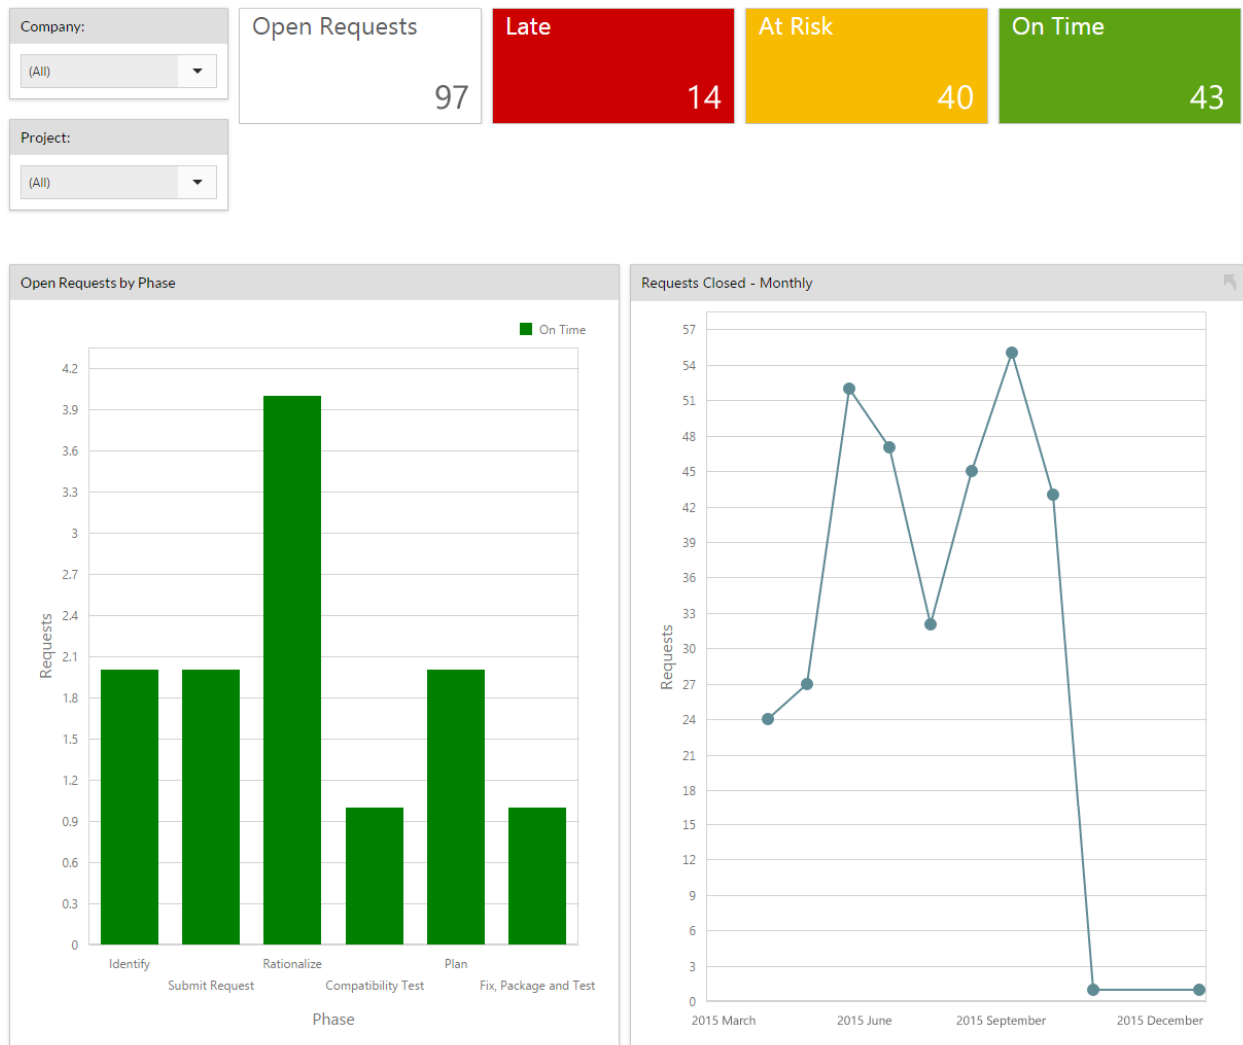 Company:
(All)
Project:
(All)
Open Requests
97
Late
14
At Risk
40
On Time
43
Open Requests by Phase
On Time
4.2
3.9
3.6
3.3
3
2.7
2.4
2.1
1.8
1.5
1.2
0.9
0.6
0.3
0
Requests
Identify
Submit Request
Rationalize
Compatibility Test
Plan
Fix, Package and Test
Phase
Requests Closed - Monthly
57
54
51
48
45
42
39
36
33
30
27
24
21
18
15
12
9
6
3
0
Requests
2015 March
2015 June
2015 September
2015 December